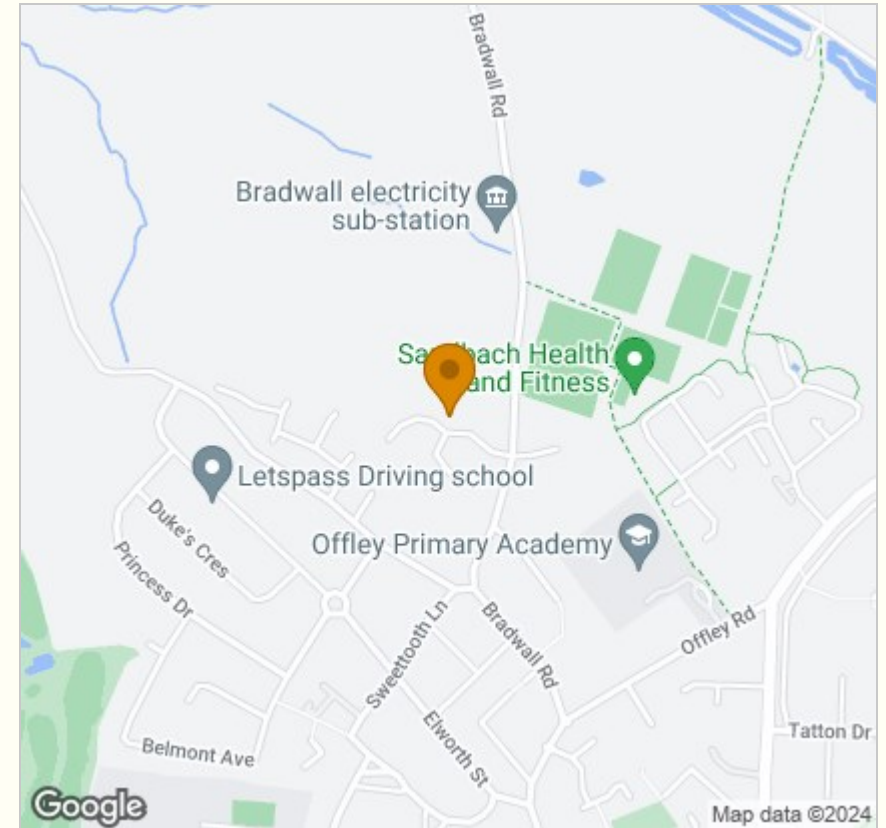 Bradwall Rd
Bradwall electricity
sub-station
Sandbach Health
and Fitness
Letspass Driving school
Duke's Cres
Princess Dr
Offley Primary Academy
Sweettooth Ln
Bradwall Rd
Offley Rd
Elworth St
Belmont Ave
Tatton Dr
Google
Map data ©2024